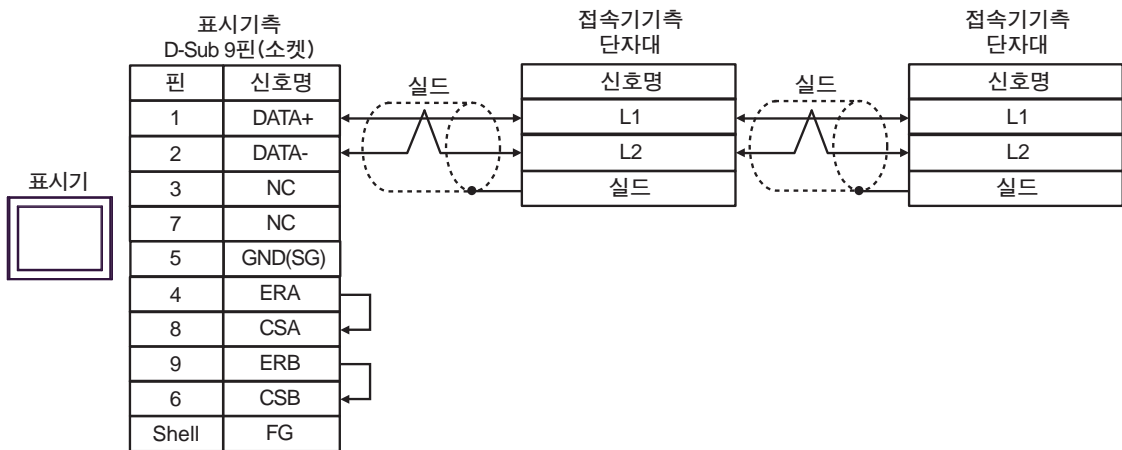 표시기측
D-Sub 9핀(소켓)
핀 신호명
1 DATA+
2 DATA-
3 NC
7 NC
5 GND(SG)
4 ERA
8 CSA
9 ERB
6 CSB
Shell FG
표시기
실드
접속기기측
단자대
신호명
L1
L2
실드
실드
접속기기측
단자대
신호명
L1
L2
실드